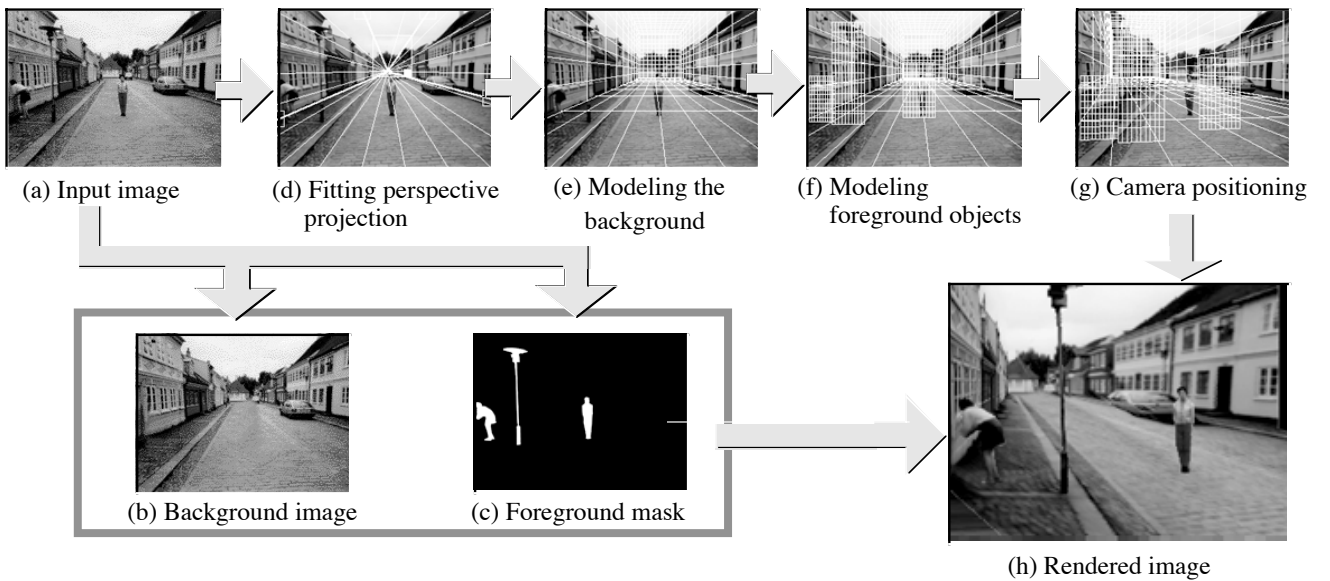 (a) Input image
(d) Fitting perspective
projection
(e) Modeling the
background
(f) Modeling
foreground objects
(g) Camera positioning
(b) Background image
(c) Foreground mask
(h) Rendered image